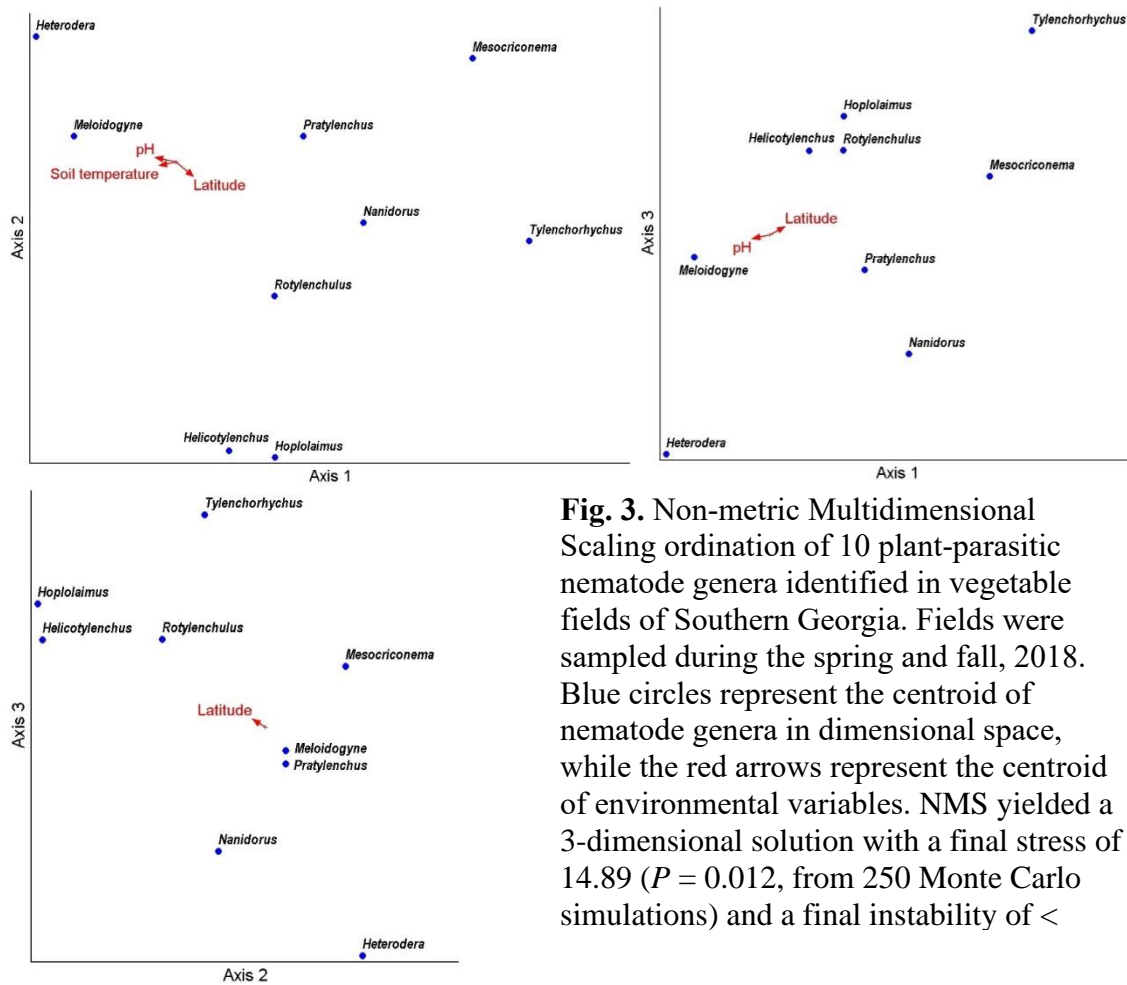 Heterodera
Mesocriconema
Meloidogyne
Pratylenchus
pH
Soil temperature
Latitude
Nanidorus
Tylenchorhychus
Rotylenchulus
Helicotylenchus
Hoplolaimus
Axis 2
Axis 1
Tylenchorhychus
Hoplolaimus
Helicotylenchus
Rotylenchulus
Mesocriconema
Latitude
pH
Meloidogyne
Pratylenchus
Nanidorus
Heterodera
Axis 3
Axis 1
Tylenchorhychus
Hoplolaimus
Helicotylenchus
Rotylenchulus
Mesocriconema
Latitude
Meloidogyne
Pratylenchus
Nanidorus
Heterodera
Axis 3
Axis 2
Fig. 3. Non-metric Multidimensional
Scaling ordination of 10 plant-parasitic
nematode genera identified in vegetable
fields of Southern Georgia. Fields were
sampled during the spring and fall, 2018.
Blue circles represent the centroid of
nematode genera in dimensional space,
while the red arrows represent the centroid
of environmental variables. NMS yielded a
3-dimensional solution with a final stress of
14.89 (P = 0.012, from 250 Monte Carlo
simulations) and a final instability of <